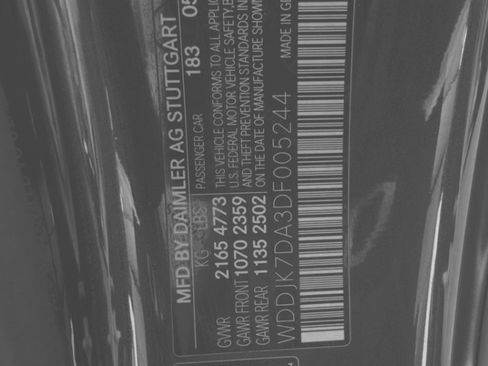 MFD BY DAIMLER AG STUTTGART
KG LBS PASSENGER CAR 183 05
GVWR 2165 4773 THIS VEHICLE CONFORMS TO ALL
GAWR FRONT 1070 2359 U.S. FEDERAL MOTOR VEHICLE SAFETY,
AND THEFT PREVENTION STANDARDS IN
GAWR REAR 1135 2502 ON THE DATE OF MANUFACTURE SHOWN
WDDJK7DA3DF005244 MADE IN